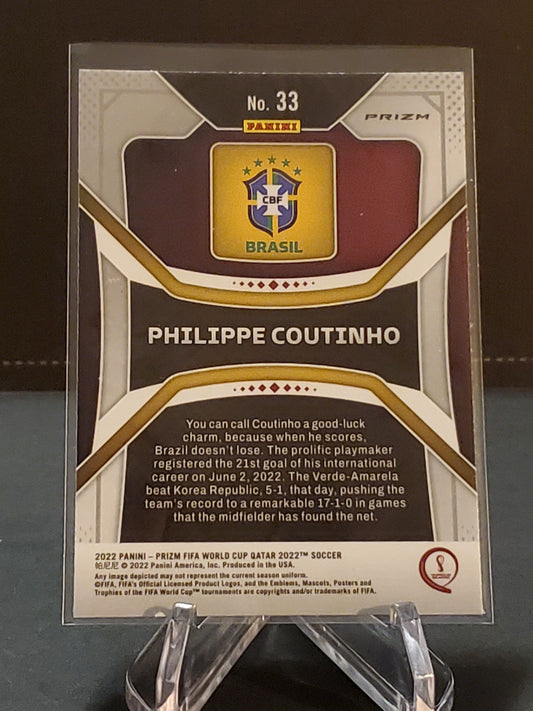 No. 33
PANINI
PRIZM
CBF
BRASIL
PHILIPPE COUTINHO
You can call Coutinho a good-luck
charm, because when he scores,
Brazil doesn't lose. The prolific playmaker
registered the 21st goal of his international
career on June 2, 2022. The Verde-Amarela
beat Korea Republic, 5-1, that day, pushing the
team's record to a remarkable 17-1-0 in games
that the midfielder has found the net.
2022 PANINI – PRIZM FIFA WORLD CUP QATAR 2022™ SOCCER
帕尼尼 © 2022 Panini America, Inc. Produced in the USA.
Any image depicted may not represent the current season uniform.
©FIFA, FIFA's Official Licensed Product Logos, and the Emblems, Mascots, Posters and
Trophies of the FIFA World Cup™ tournaments are copyrights and/or trademarks of FIFA.